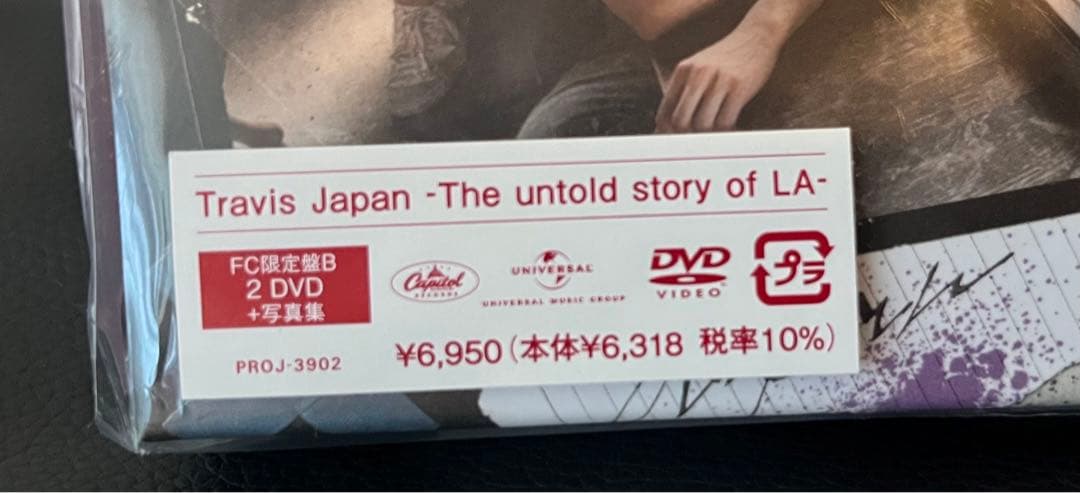 Travis Japan -The untold story of LA-
FC限定盤B
2 DVD
+写真集
Capitol
RECORDS
UNIVERSAL
UNIVERSAL MUSIC GROUP
DVD
VIDEO
プラ
PROJ-3902
¥6,950(本体¥6,318 税率10%)